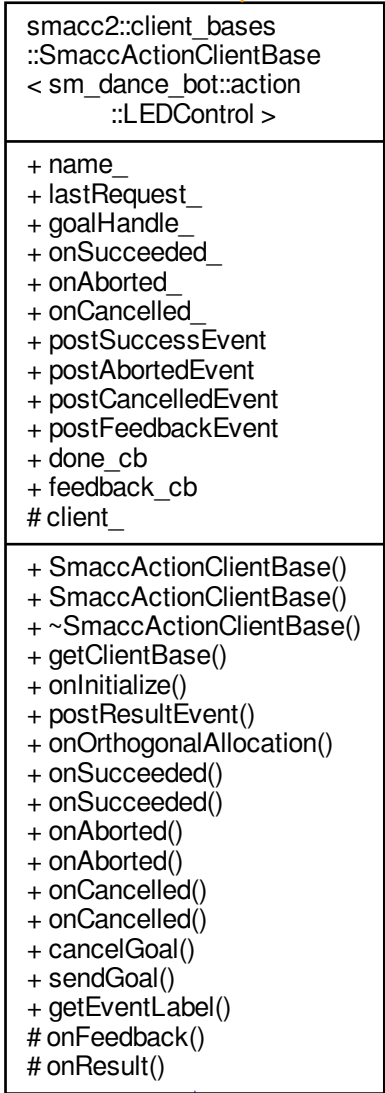 smacc2::client_bases
::SmaccActionClientBase
< sm_dance_bot::action
::LEDControl >
+ name_
+ lastRequest_
+ goalHandle_
+ onSucceeded_
+ onAborted_
+ onCancelled_
+ postSuccessEvent
+ postAbortedEvent
+ postCancelledEvent
+ postFeedbackEvent
+ done_cb
+ feedback_cb
# client_
+ SmaccActionClientBase()
+ SmaccActionClientBase()
+ ~SmaccActionClientBase()
+ getClientBase()
+ onInitialize()
+ postResultEvent()
+ onOrthogonalAllocation()
+ onSucceeded()
+ onSucceeded()
+ onAborted()
+ onAborted()
+ onCancelled()
+ onCancelled()
+ cancelGoal()
+ sendGoal()
+ getEventLabel()
# onFeedback()
# onResult()